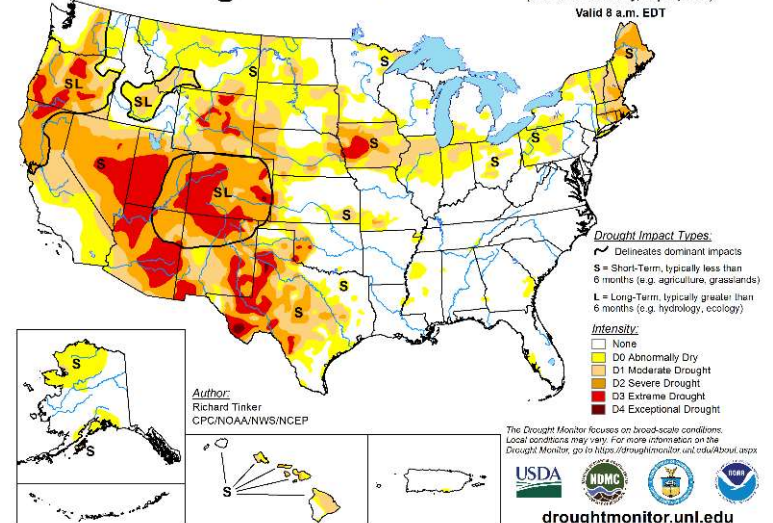 Valid 8 a.m. EDT
S
S
S
SL
SL
S
S
S
S
SL
S
S
S
S
Drought Impact Types:
Delineates dominant impacts
S = Short-Term, typically less than
6 months (e.g. agriculture, grasslands)
L = Long-Term, typically greater than
6 months (e.g. hydrology, ecology)
Intensity:
None
D0 Abnormally Dry
D1 Moderate Drought
D2 Severe Drought
D3 Extreme Drought
D4 Exceptional Drought
S
S
Author:
Richard Tinker
CPC/NOAA/NWS/NCEP
S
The Drought Monitor focuses on broad-scale conditions.
Local conditions may vary. For more information on the
Drought Monitor, go to https://droughtmonitor.unl.edu/About.aspx
USDA
NDMC
NOAA
droughtmonitor.unl.edu